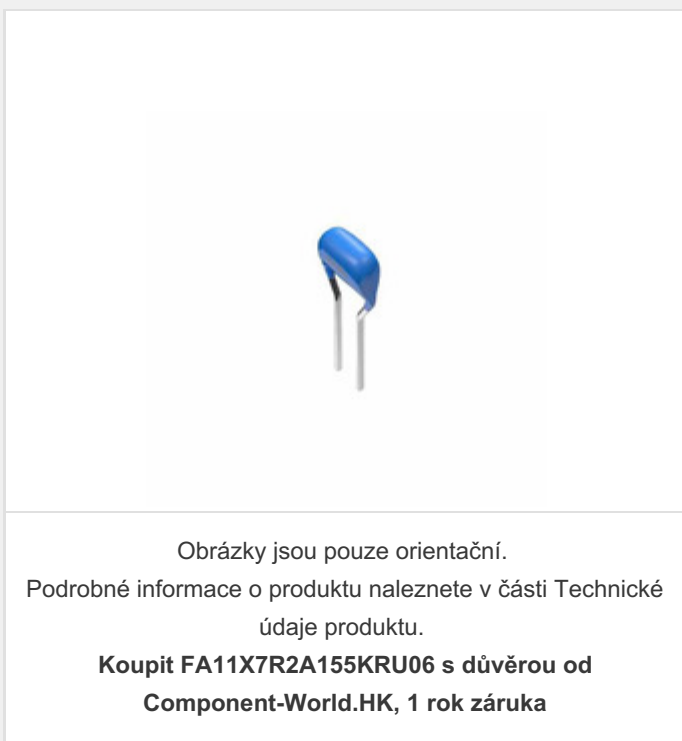 Obrázky jsou pouze orientační.
Podrobné informace o produktu naleznete v části Technické
údaje produktu.
Koupit FA11X7R2A155KRU06 s důvěrou od
Component-World.HK, 1 rok záruka